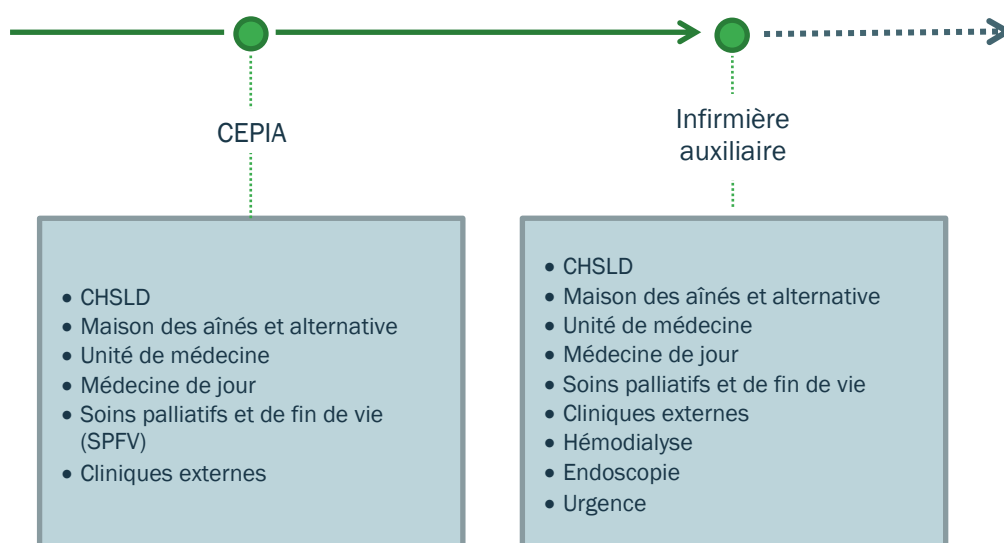 CEPIA
Infirmière
auxiliaire
• CHSLD
• Maison des aînés et alternative
• Unité de médecine
• Médecine de jour
• Soins palliatifs et de fin de vie
(SPFV)
• Cliniques externes
• CHSLD
• Maison des aînés et alternative
• Unité de médecine
• Médecine de jour
• Soins palliatifs et de fin de vie
• Cliniques externes
• Hémodialyse
• Endoscopie
• Urgence